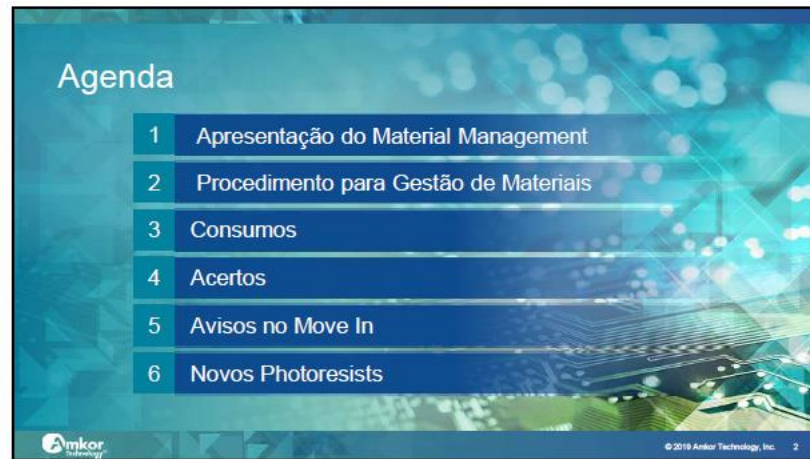 Agenda
1 Apresentação do Material Management
2 Procedimento para Gestão de Materiais
3 Consumos
4 Acertos
5 Avisos no Move In
6 Novos Photoresists
Amkor
Technology
© 2019 Amkor Technology, Inc. 2